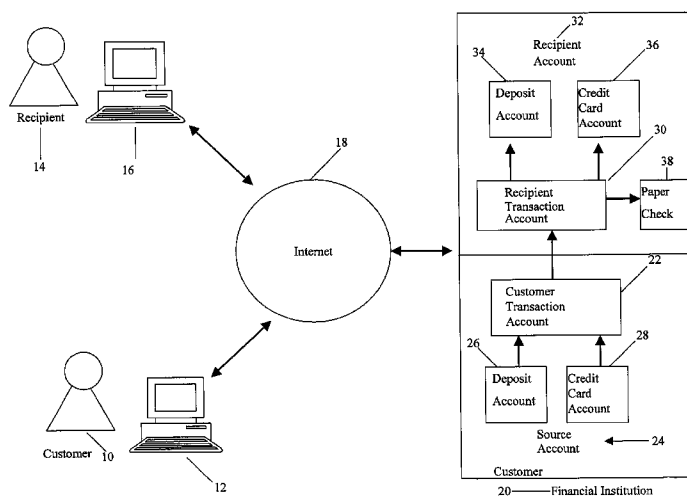 32
Recipient
Account
34
36
Deposit
Account
Credit
Card
Account
Recipient
14
16
18
30
38
Recipient
Transaction
Account
Paper
Check
Internet
22
Customer
Transaction
Account
26
28
Deposit
Account
Credit
Card
Account
Source
Account
24
Customer
10
12
Customer
20
Financial Institution